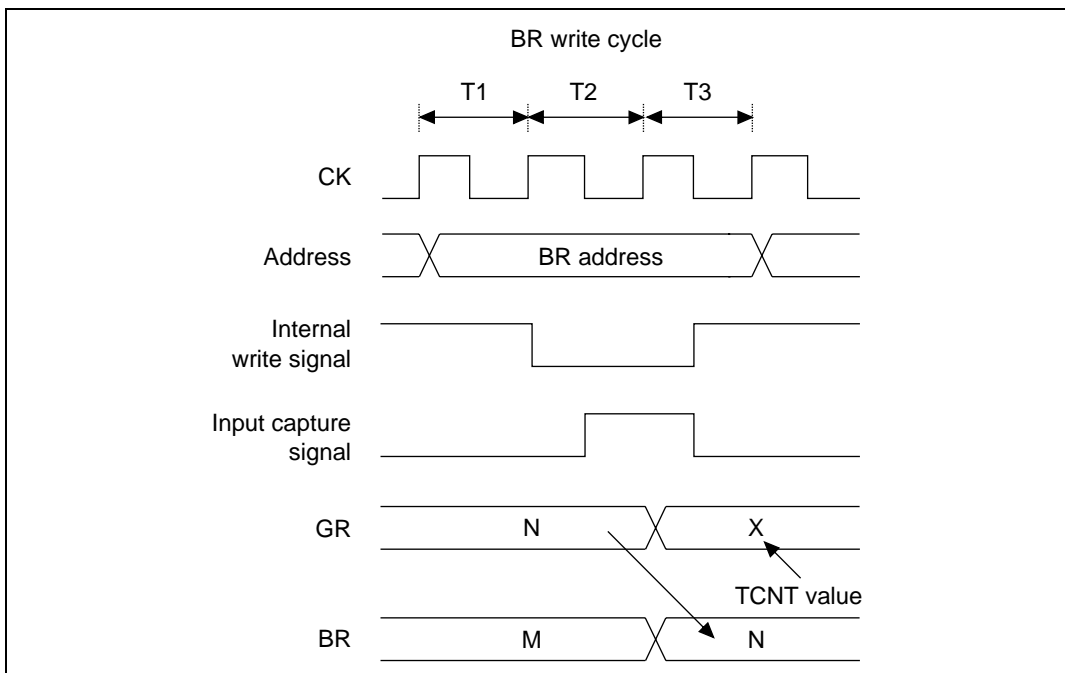 BR write cycle
T1
T2
T3
CK
Address
BR address
Internal
write signal
Input capture
signal
GR
N
X
TCNT value
BR
M
N